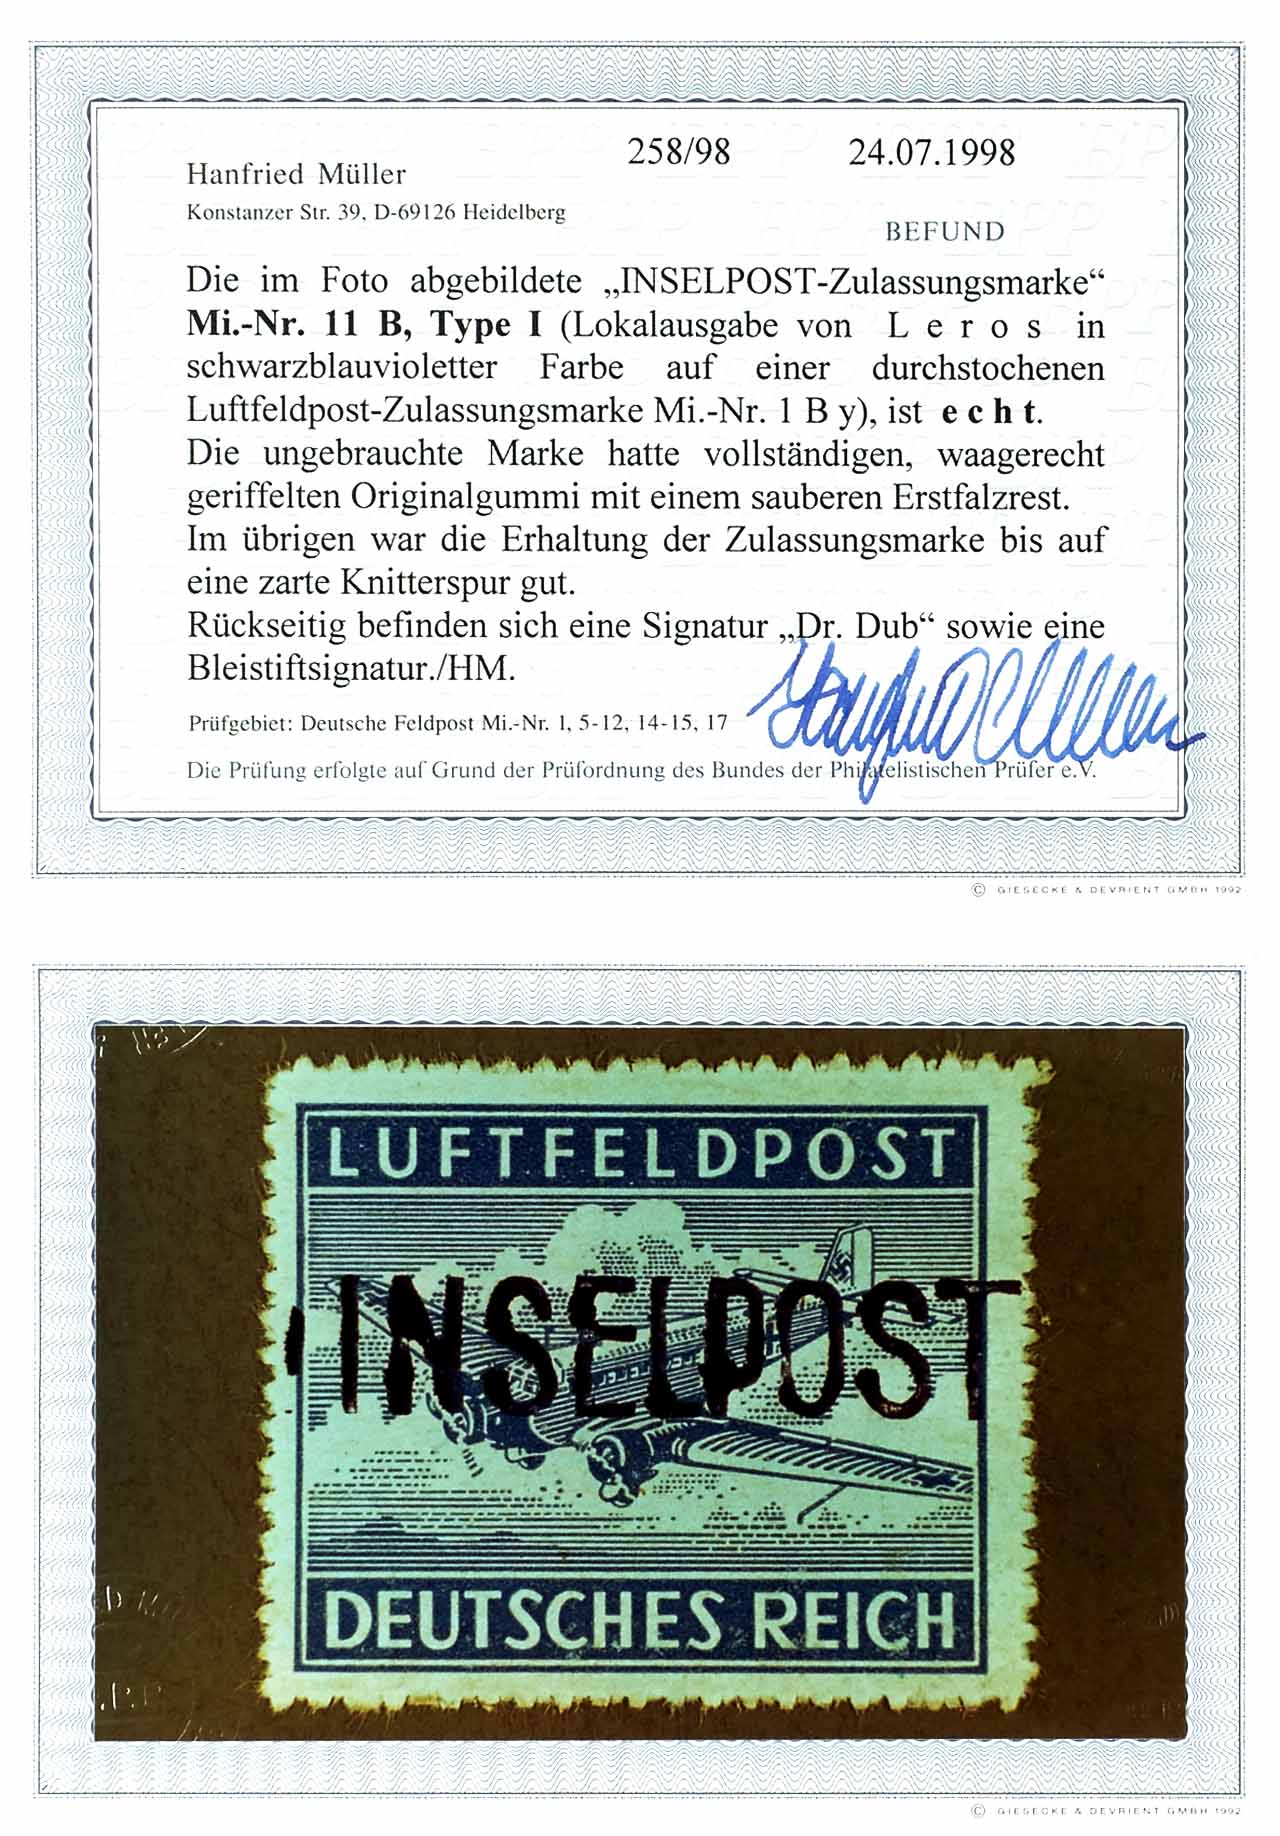 258/98 24.07.1998
Hanfried Müller
Konstanzer Str. 39, D-69126 Heidelberg
BEFUND
Die im Foto abgebildete „INSELPOST-Zulassungsmarke“
Mi.-Nr. 11 B, Type I (Lokalausgabe von L e r o s in
schwarzblauvioletter Farbe auf einer durchstochenen
Luftfeldpost-Zulassungsmarke Mi.-Nr. 1 B y), ist e c h t.
Die ungebrauchte Marke hatte vollständigen, waagerecht
geriffelten Originalgummi mit einem sauberen Erstfalzrest.
Im übrigen war die Erhaltung der Zulassungsmarke bis auf
eine zarte Knitterspur gut.
Rückseitig befinden sich eine Signatur „Dr. Dub“ sowie eine
Bleistiftsignatur./HM.
Prüfgebiet: Deutsche Feldpost Mi.-Nr. 1, 5-12, 14-15, 17
Die Prüfung erfolgte auf Grund der Prüfordnung des Bundes der Philatelistischen Prüfer e.V.
© GIESECKE & DEVRIENT GMBH 1992
LUFTFELDPOST
INSELPOST
DEUTSCHES REICH
© GIESECKE & DEVRIENT GMBH 1992